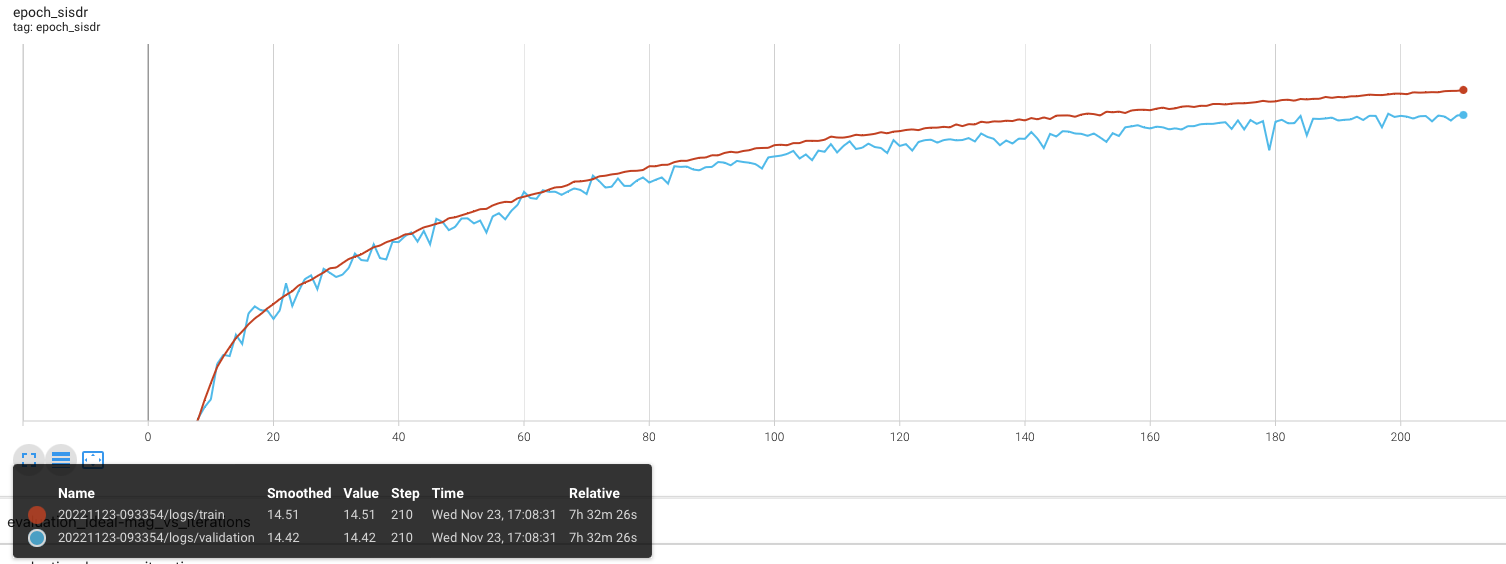 epoch_sisdr
tag: epoch_sisdr
0 20 40 60 80 100 120 140 160 180 200
Name Smoothed Value Step Time Relative
20221123-093354/logs/train 14.51 14.51 210 Wed Nov 23, 17:08:31 7h 32m 26s
evaluation_ideal-mag_vs_iterations
20221123-093354/logs/validation 14.42 14.42 210 Wed Nov 23, 17:08:31 7h 32m 26s